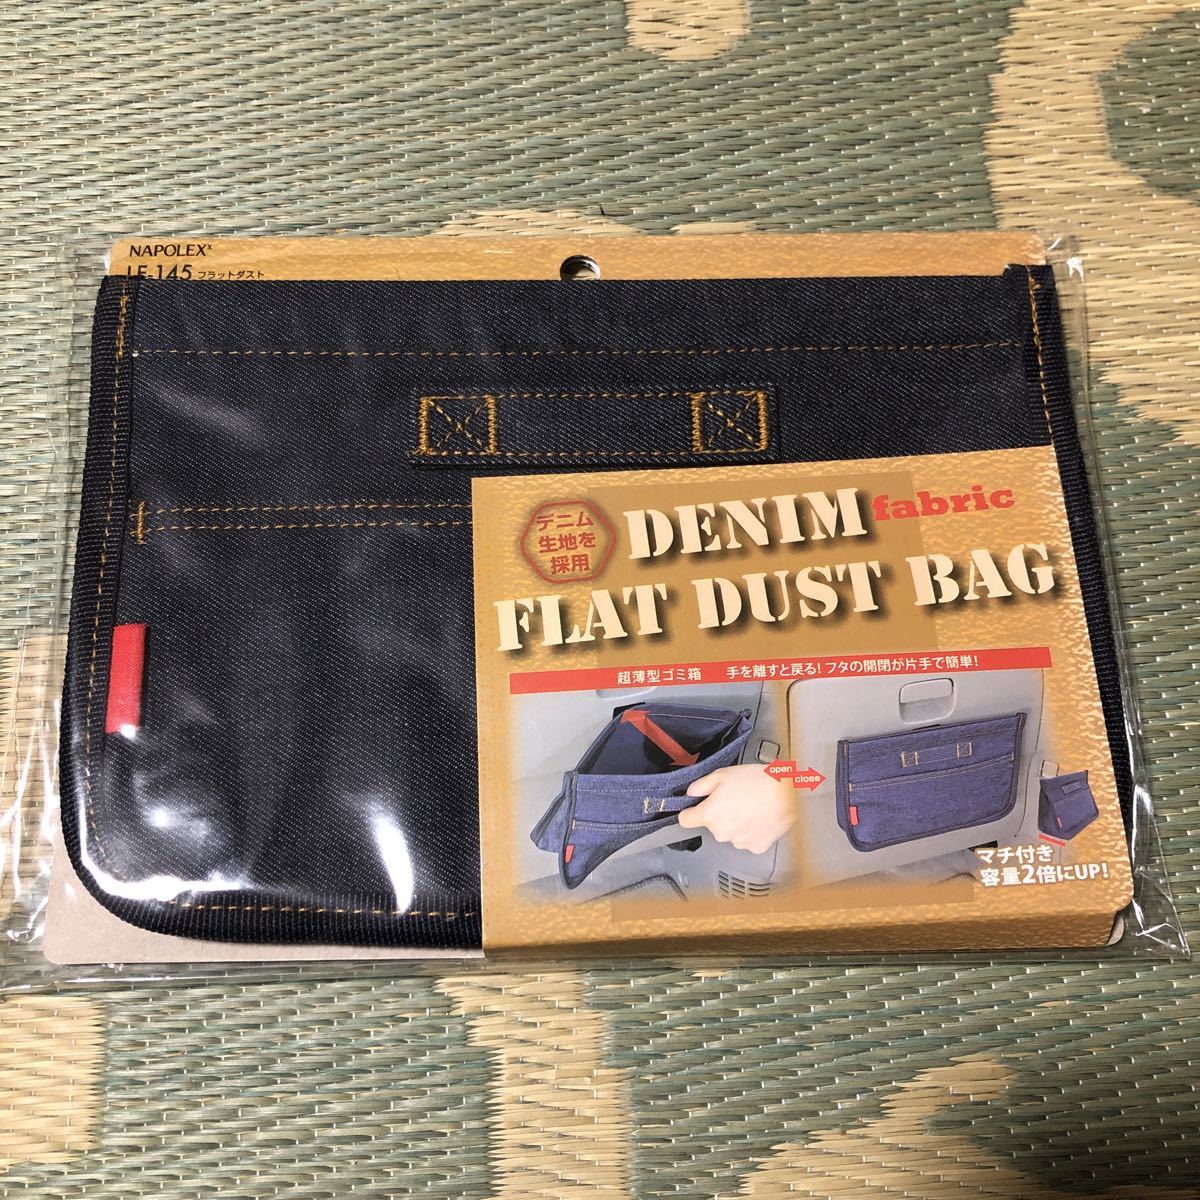 NAPOLEX
LE-145 フラットダスト
デニム
生地を
採用
DENIM fabric
FLAT DUST BAG
超薄型ゴミ箱 手を離すと戻る!フタの開閉が片手で簡単!
open
close
マチ付き
容量2倍にUP!